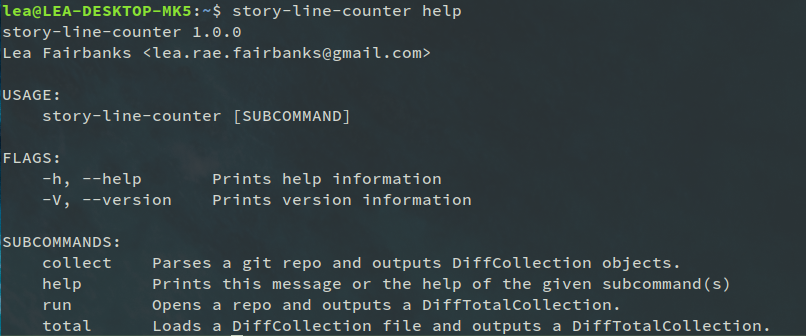 lea@LEA-DESKTOP-MK5:~$ story-line-counter help
story-line-counter 1.0.0
Lea Fairbanks <lea.rae.fairbanks@gmail.com>

USAGE:
    story-line-counter [SUBCOMMAND]

FLAGS:
    -h, --help       Prints help information
    -V, --version    Prints version information

SUBCOMMANDS:
    collect    Parses a git repo and outputs DiffCollection objects.
    help       Prints this message or the help of the given subcommand(s)
    run        Opens a repo and outputs a DiffTotalCollection.
    total      Loads a DiffCollection file and outputs a DiffTotalCollection.